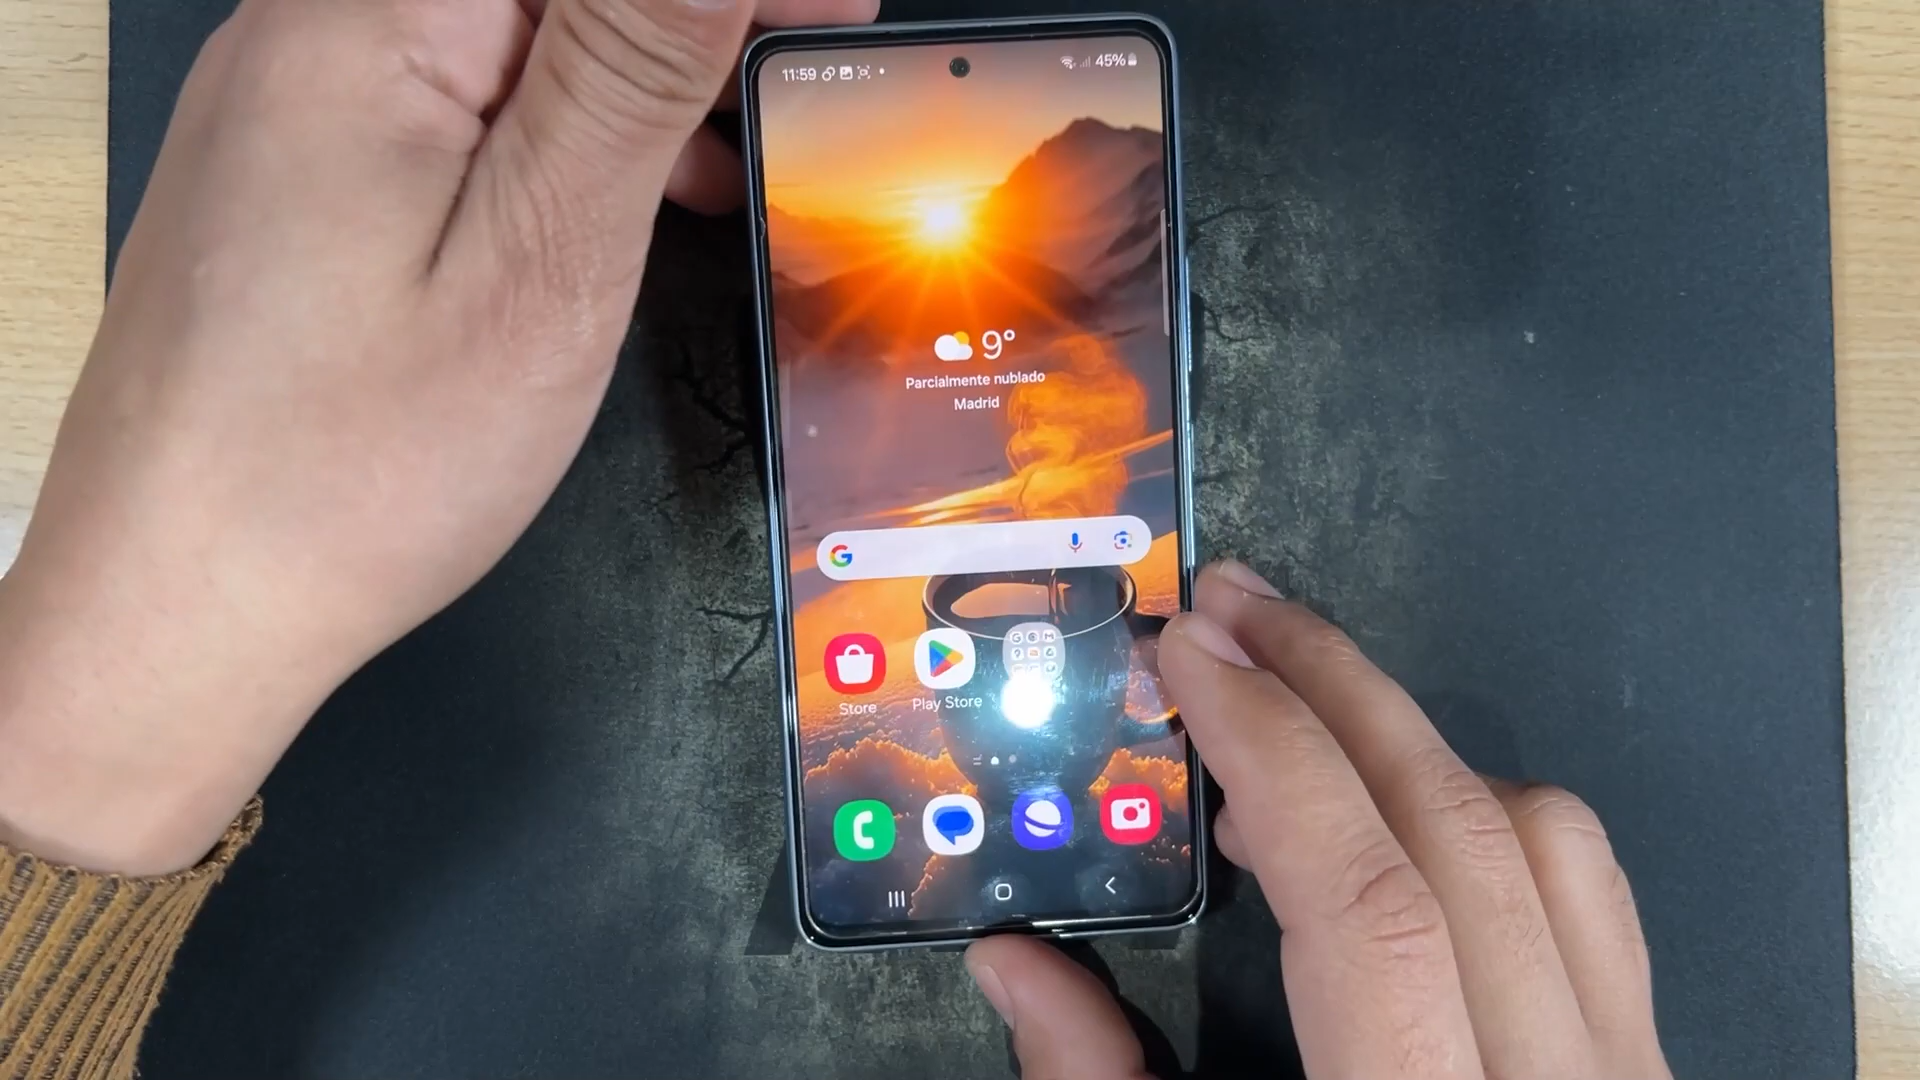 11:59
45%
9°
Parcialmente nublado
Madrid
Store
Play Store